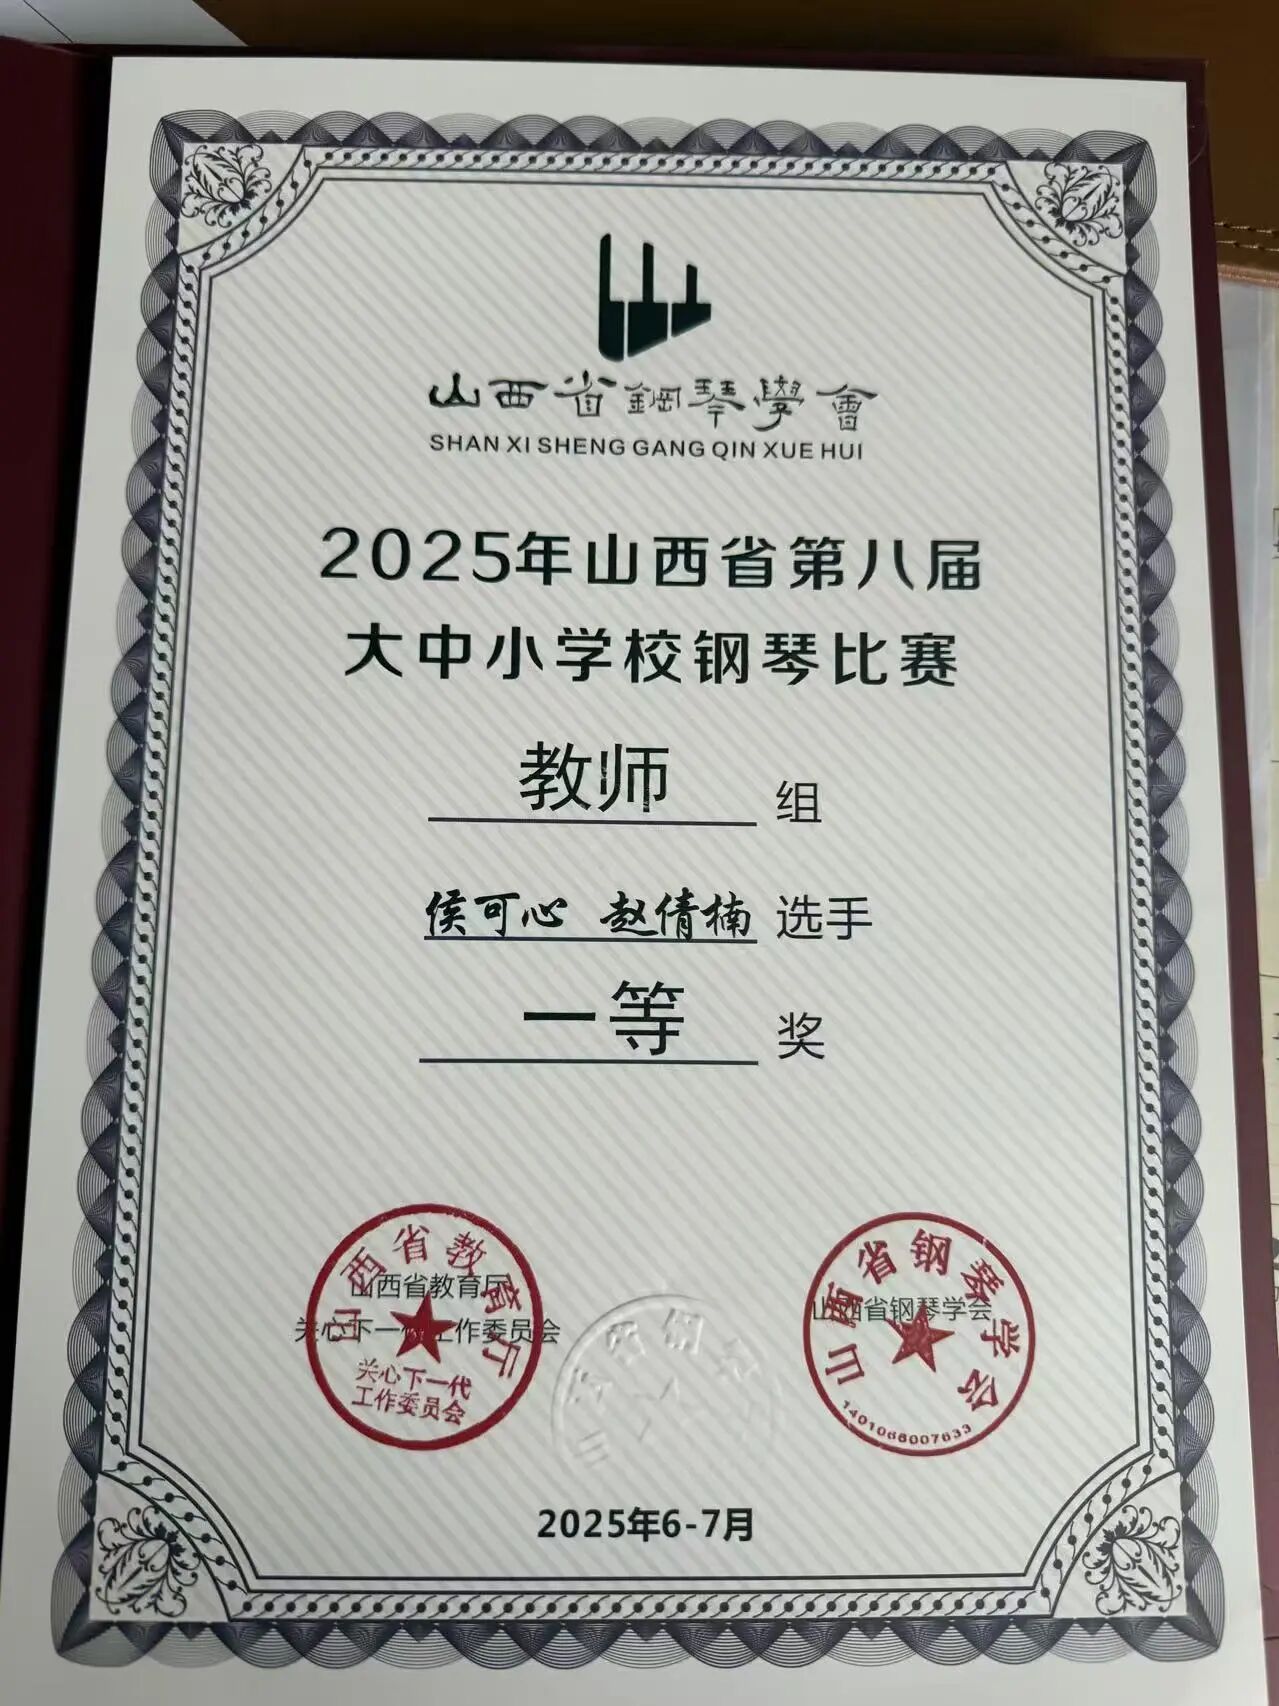 山西省鋼琴學會
SHAN XI SHENG GANG QIN XUE HUI
2025年山西省第八届
大中小学校钢琴比赛
教师 组
侯可心 赵倩楠 选手
一等 奖
山西省教育厅
关心下一代工作委员会
山西省教育厅
关心下一代
工作委员会
山西省钢琴学会
山西省钢琴学会
1401066007633
2025年6-7月